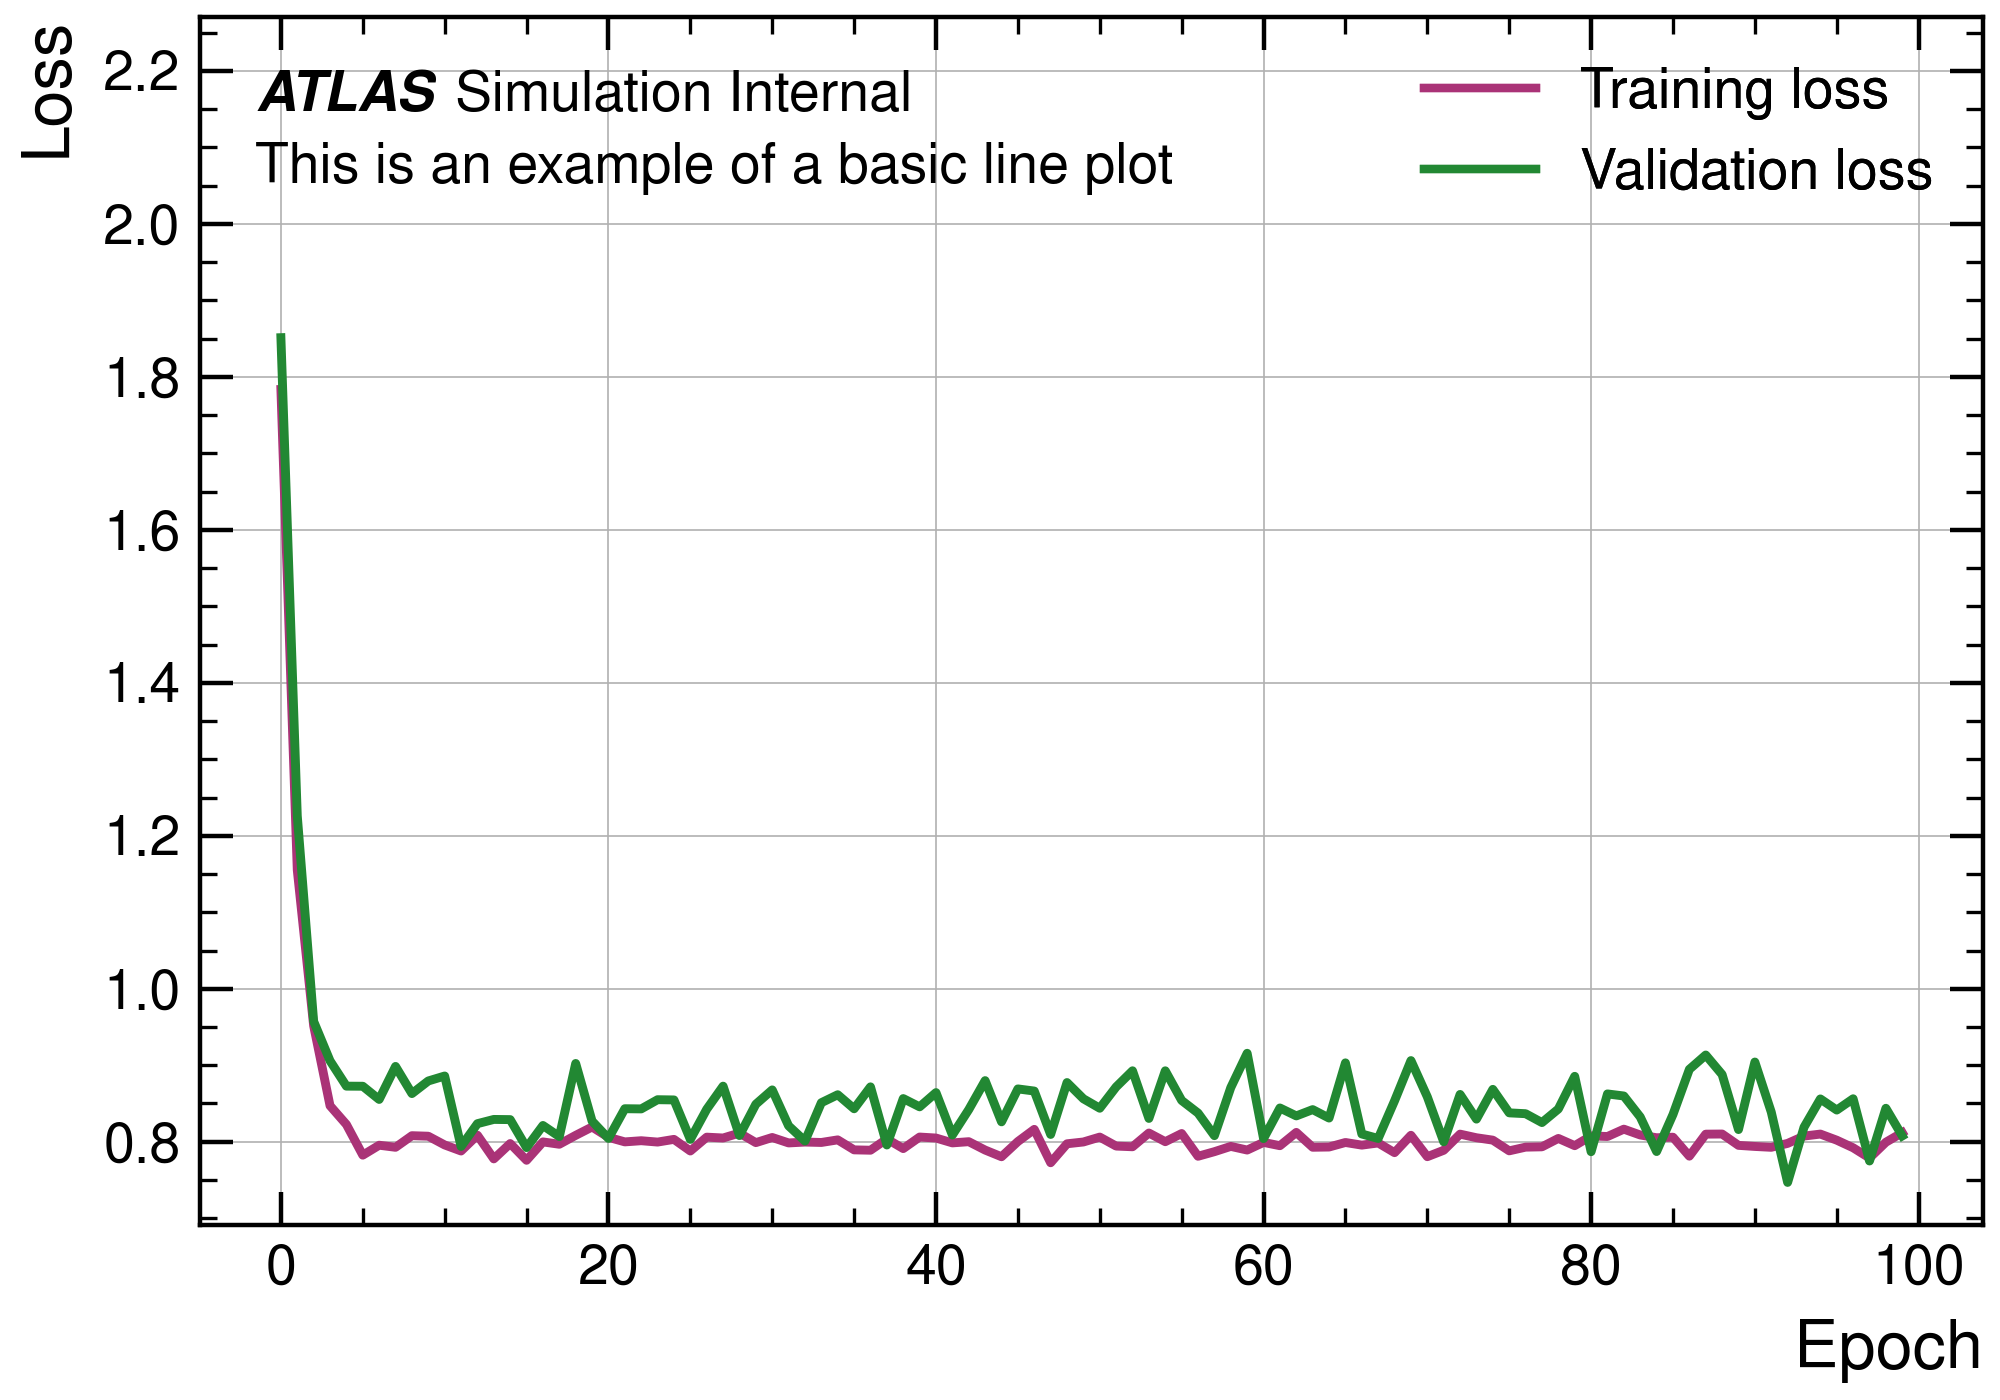 Loss
2.2
2.0
1.8
1.6
1.4
1.2
1.0
0.8
ATLAS Simulation Internal
This is an example of a basic line plot
Training loss
Validation loss
0 20 40 60 80 100
Epoch